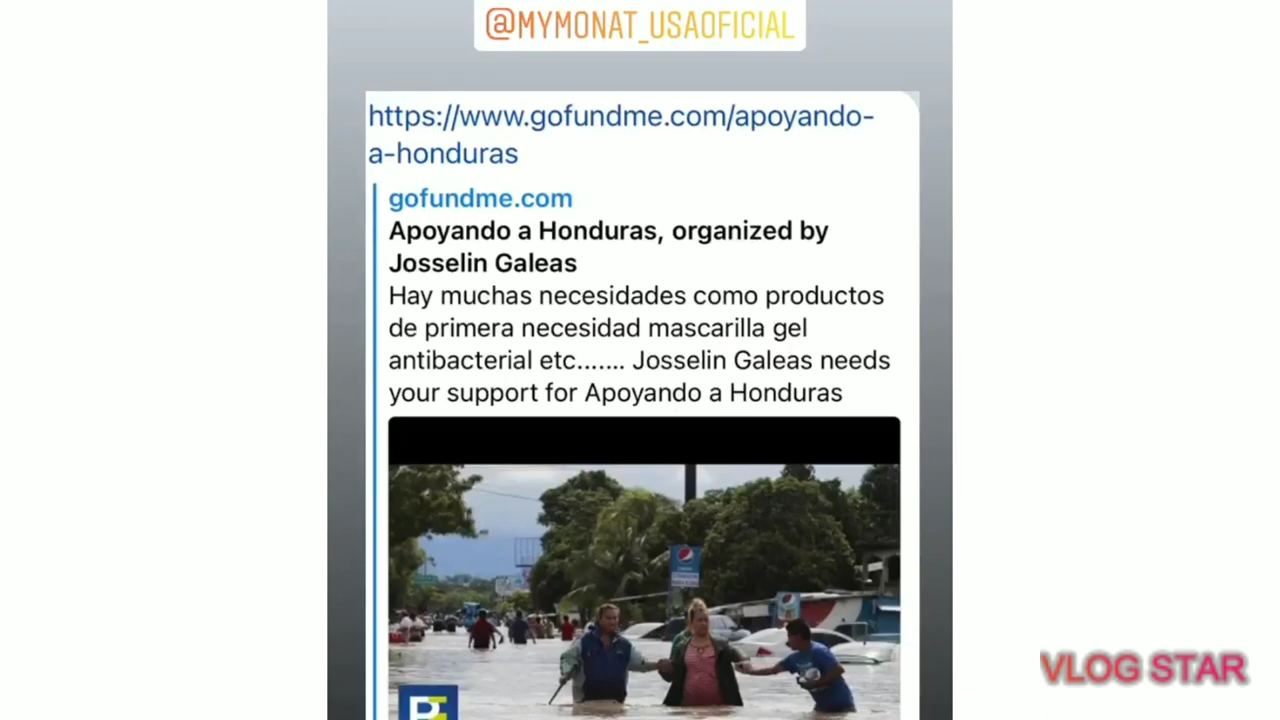 @MYMONAT_USAOFICIAL
https://www.gofundme.com/apoyando-
a-honduras
gofundme.com
Apoyando a Honduras, organized by
Josselin Galeas
Hay muchas necesidades como productos
de primera necesidad mascarilla gel
antibacterial etc....... Josselin Galeas needs
your support for Apoyando a Honduras
VLOG STAR